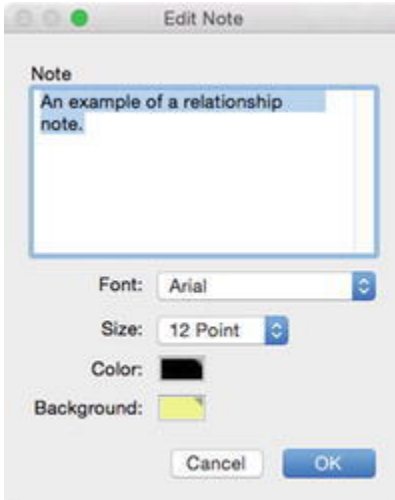 Edit Note
Note
An example of a relationship
note.
Font: Arial
Size: 12 Point
Color:
Background:
Cancel OK